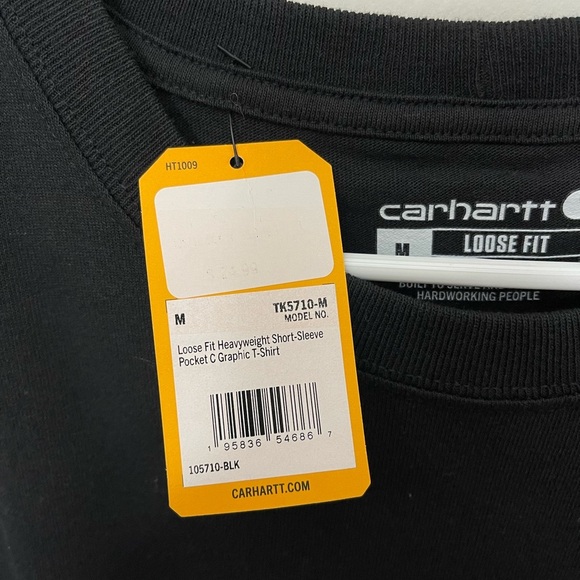 HT1009
M
TK5710-M
MODEL NO.
Loose Fit Heavyweight Short-Sleeve
Pocket C Graphic T-Shirt
1 95836 54686 7
105710-BLK
CARHARTT.COM
carhartt
M LOOSE FIT
HARDWORKING PEOPLE